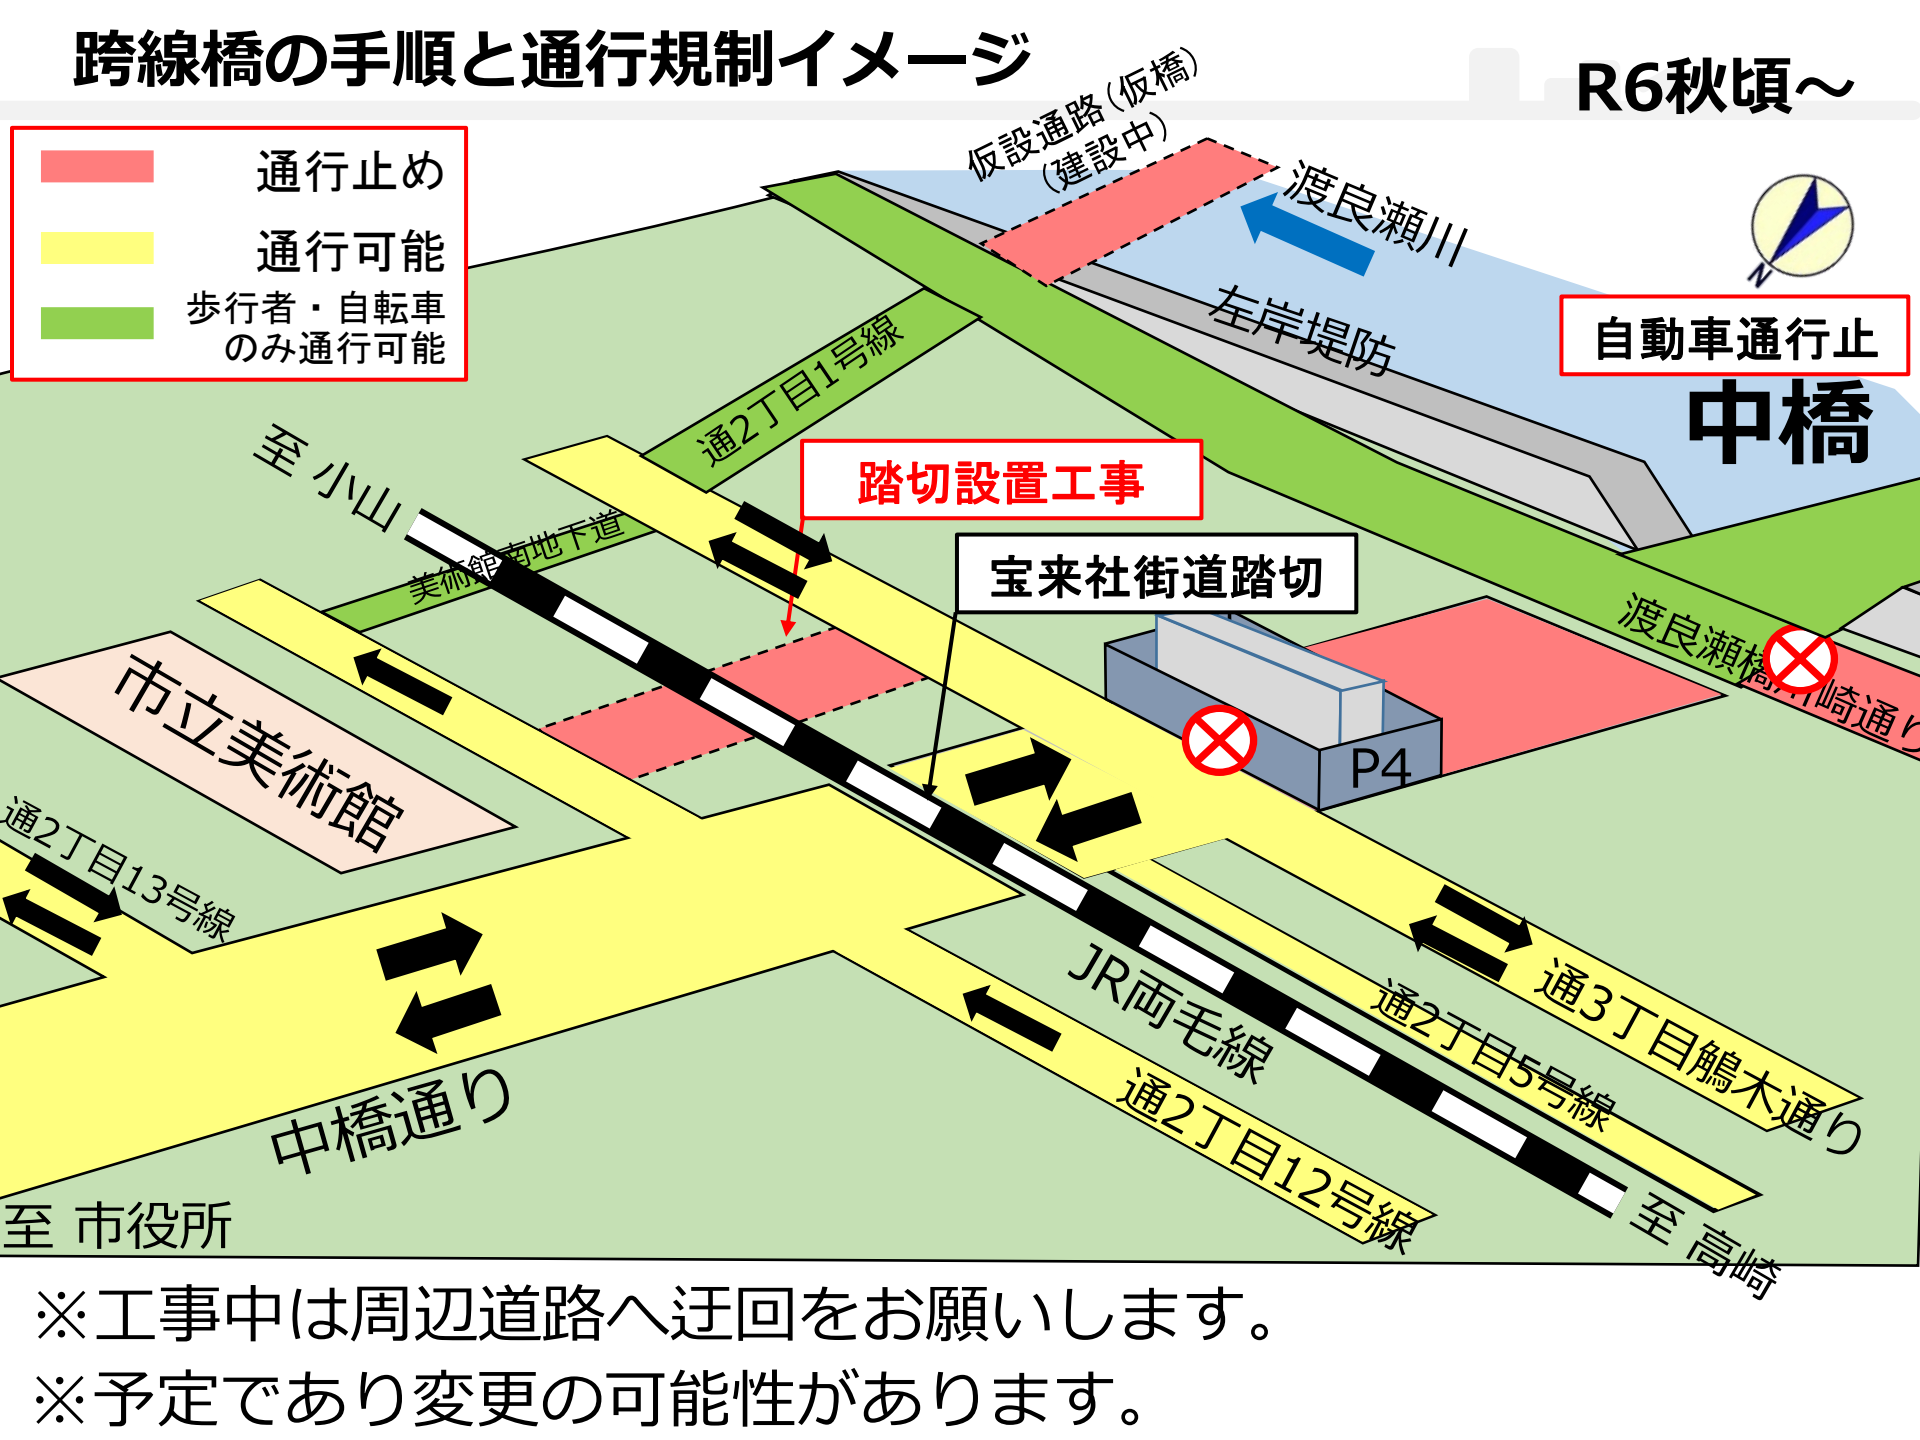 跨線橋の手順と通行規制イメージ
R6秋頃～
通行止め
通行可能
歩行者・自転車
のみ通行可能
仮設通路（仮橋）
（建設中）
渡良瀬川
N
左岸堤防
自動車通行止
中橋
通2丁目1号線
至 小山
踏切設置工事
美術館南地下道
宝来社街道踏切
渡良瀬橋川崎通り
市立美術館
P4
通2丁目13号線
JR両毛線
通2丁目5号線
通3丁目鵤木通り
中橋通り
通2丁目12号線
至 市役所
至 高崎
※工事中は周辺道路へ迂回をお願いします。
※予定であり変更の可能性があります。